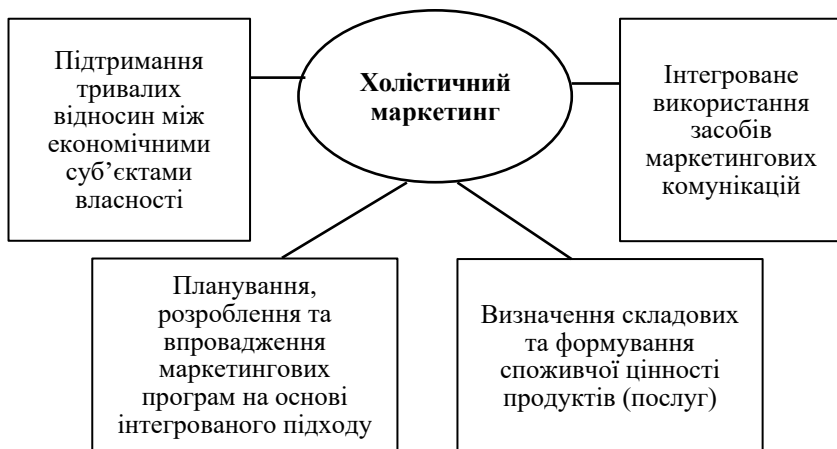 Підтримання
тривалих
відносин між
економічними
суб’єктами
власності
Холістичний
маркетинг
Інтегроване
використання
засобів
маркетингових
комунікацій
Планування,
розроблення та
впровадження
маркетингових
програм на основі
інтегрованого підходу
Визначення складових
та формування
споживчої цінності
продуктів (послуг)